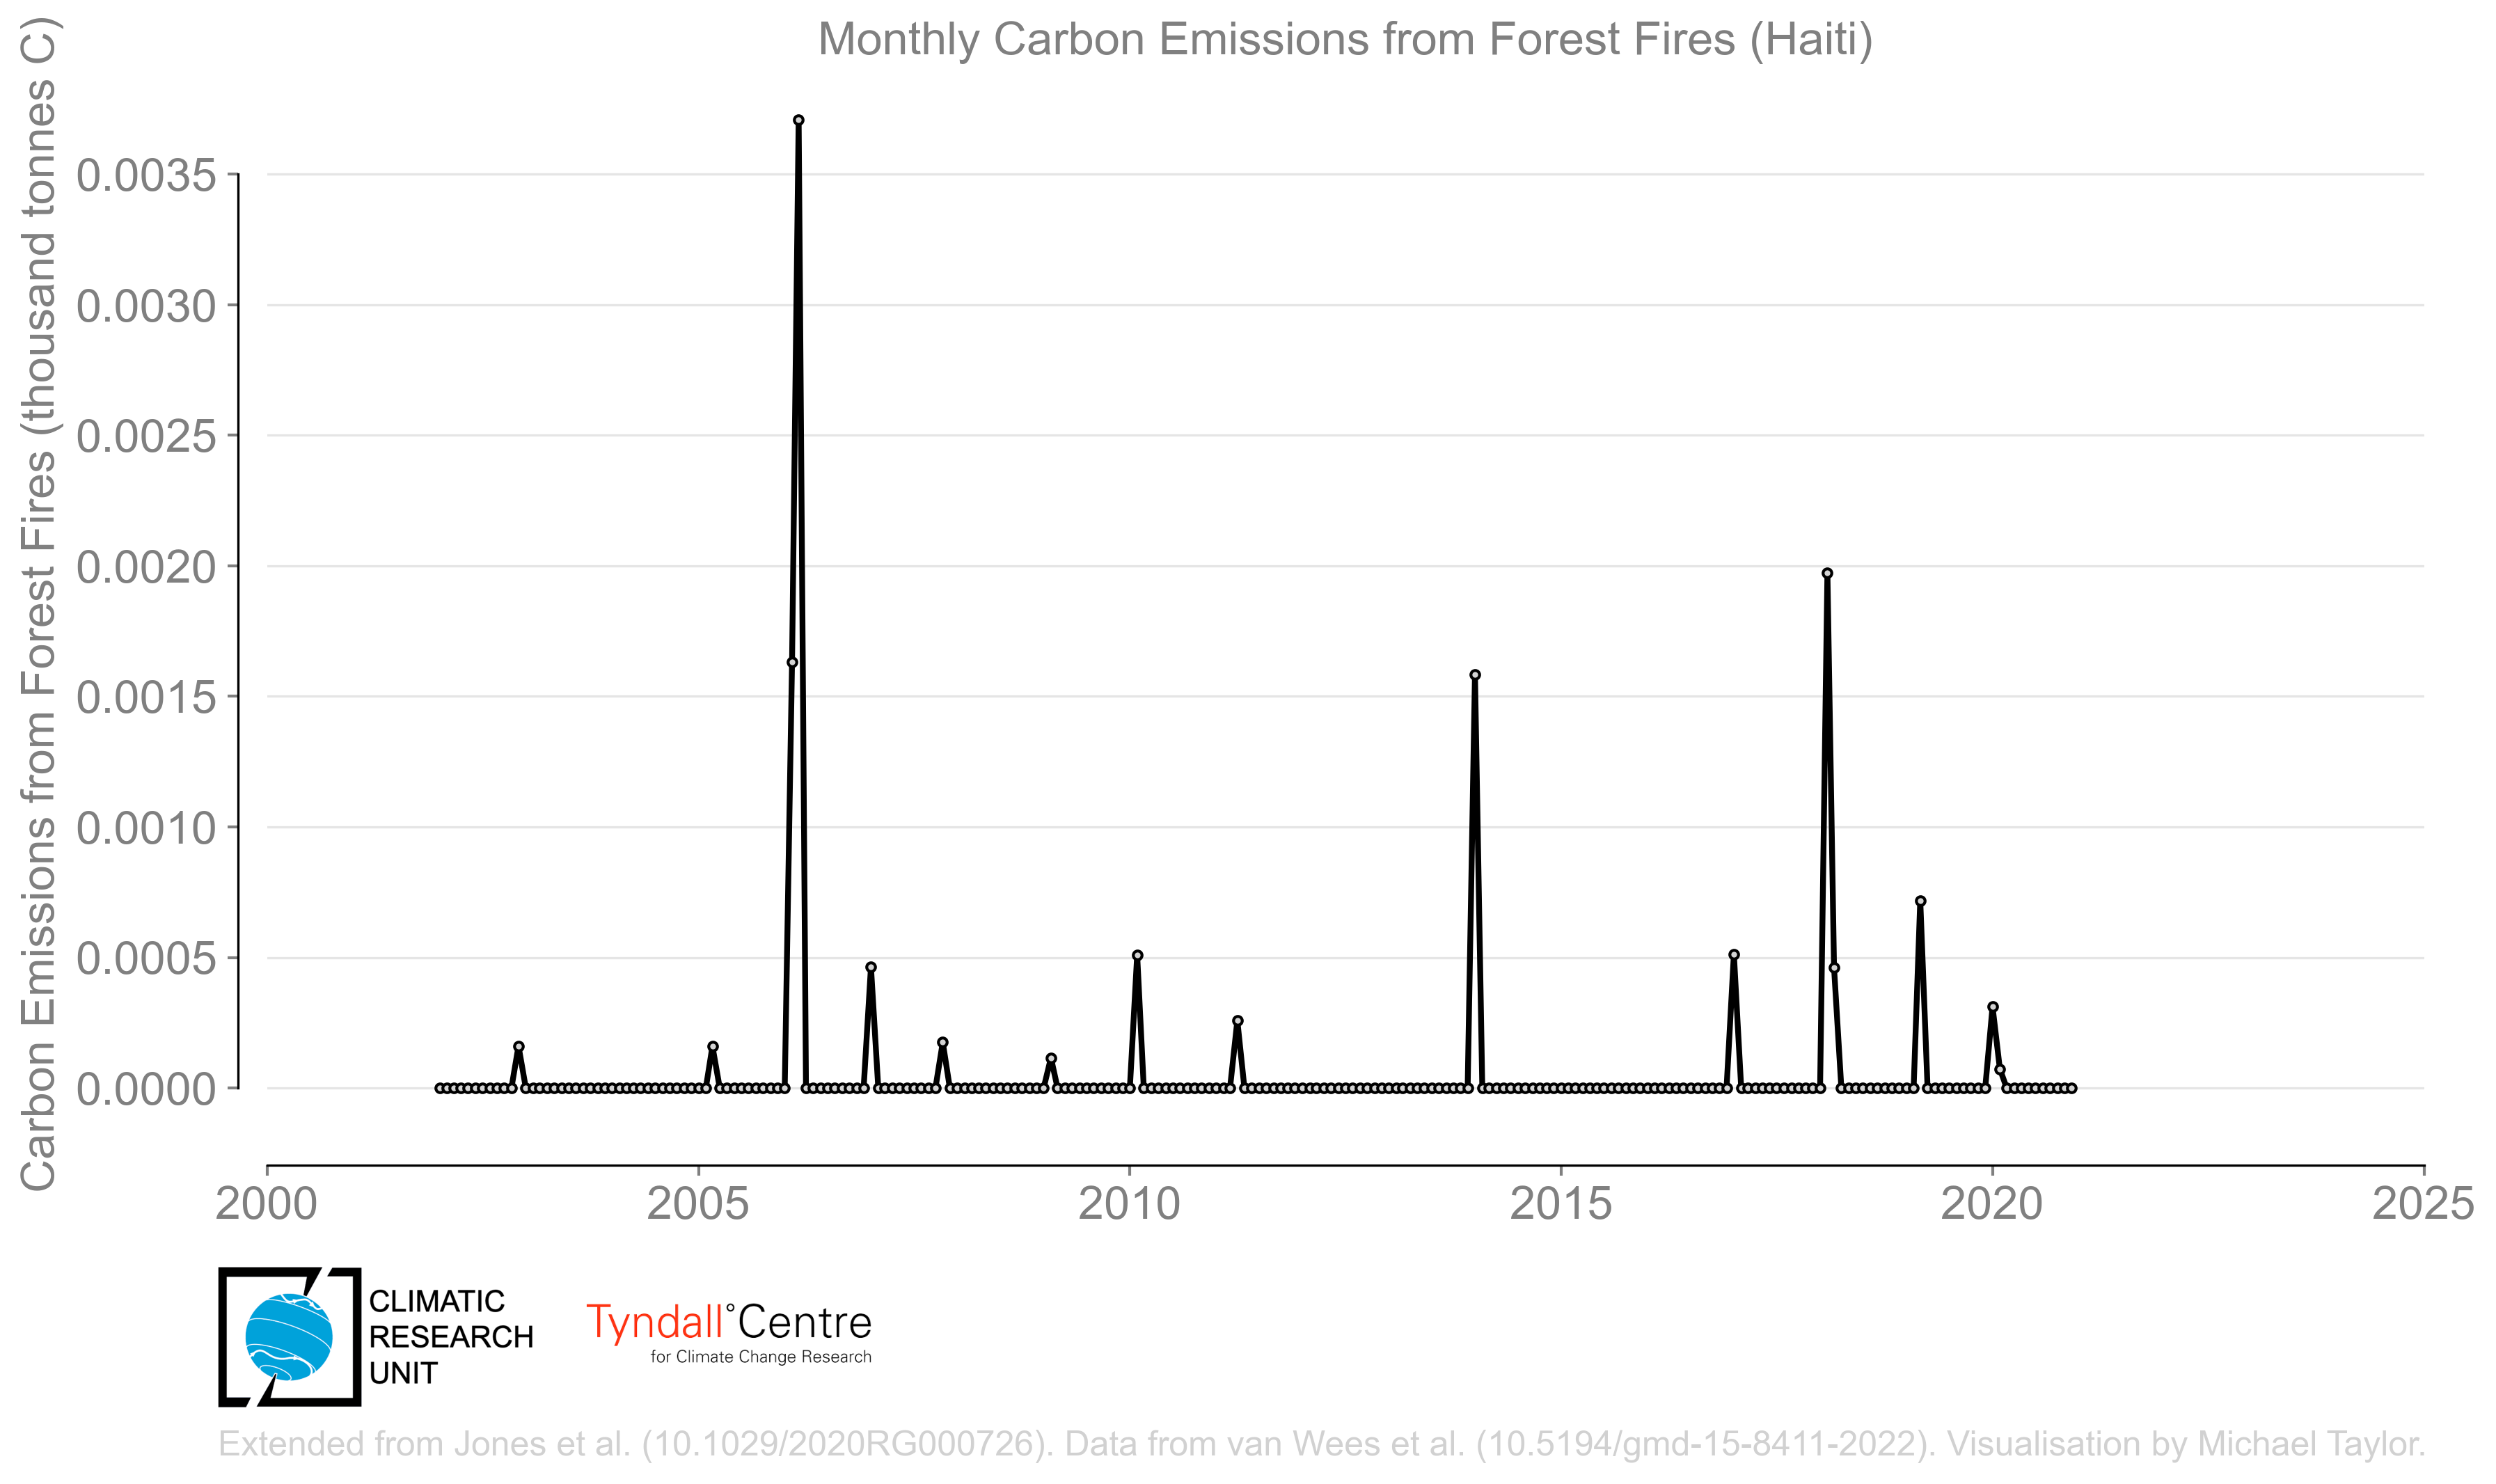 Monthly Carbon Emissions from Forest Fires (Haiti)
Carbon Emissions from Forest Fires (thousand tonnes C)
0.0035
0.0030
0.0025
0.0020
0.0015
0.0010
0.0005
0.0000
2000 2005 2010 2015 2020 2025
CLIMATIC
RESEARCH
UNIT
Tyndall°Centre
for Climate Change Research
Extended from Jones et al. (10.1029/2020RG000726). Data from van Wees et al. (10.5194/gmd-15-8411-2022). Visualisation by Michael Taylor.